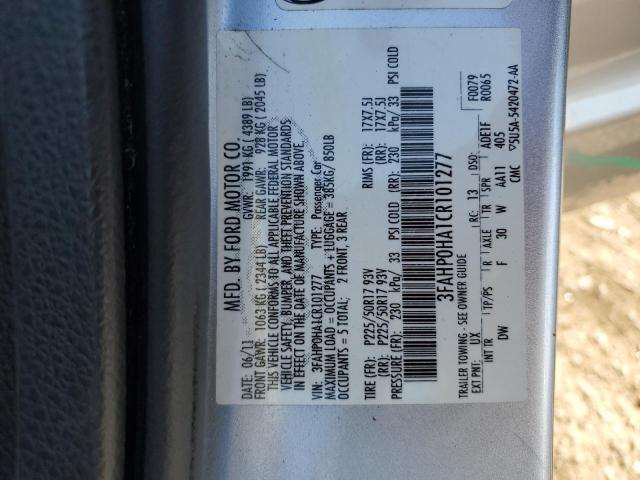 MFD. BY FORD MOTOR CO.
DATE: 06/11 GVWR: 1991 KG ( 4389 LB)
FRONT GAWR: 1063KG ( 2344LB) REAR GAWR: 928 KG ( 2045 LB)
THIS VEHICLE CONFORMS TO ALL APPLICABLE FEDERAL MOTOR
VEHICLE SAFETY, BUMPER, AND THEFT PREVENTION STANDARDS
IN EFFECT ON THE DATE OF MANUFACTURE SHOWN ABOVE.
VIN: 3FAHP0HA1CR101277 TYPE: Passenger Car
MAXIMUM LOAD = OCCUPANTS + LUGGAGE = 385KG/ 850LB
OCCUPANTS = 5 TOTAL: 2 FRONT, 3 REAR
TIRE (FR): P225/50R17 93V RIMS (FR): 17X7.5J
(RR): P225/50R17 93V (RR): 17X7.5J
PRESSURE (FR): 230 kPa/ 33 PSI COLD (RR): 230 kPa/ 33 PSI COLD
3FAHP0HA1CR101277
TRAILER TOWING - SEE OWNER GUIDE
F0079
R0065
EXT PNT: UX RC: 13 DSO:
INT TR TP/PS R AXLE TR SPR ADE1F
DW F 30 W AA11 405
CMC 5U5A-5420472-AA